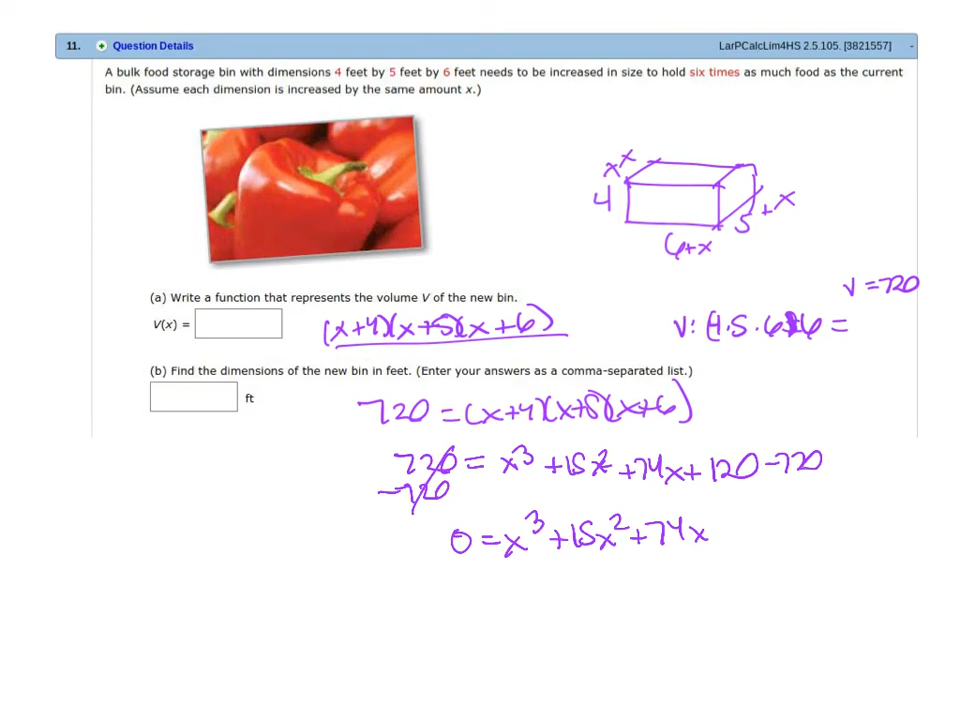 11. Question Details LarPCalcLim4HS 2.5.105. [3821557] -
A bulk food storage bin with dimensions 4 feet by 5 feet by 6 feet needs to be increased in size to hold six times as much food as the current
bin. (Assume each dimension is increased by the same amount x.)
x x
4
5 + x
6+x
V = 720
(a) Write a function that represents the volume V of the new bin.
V(x) = (x+4)(x+5)(x+6)
V: (4·5·6)6 =
(b) Find the dimensions of the new bin in feet. (Enter your answers as a comma-separated list.)
ft
720 = (x+4)(x+5)(x+6)
720 = x³ + 15x² + 74x + 120 - 720
-720
0 = x³ + 15x² + 74x